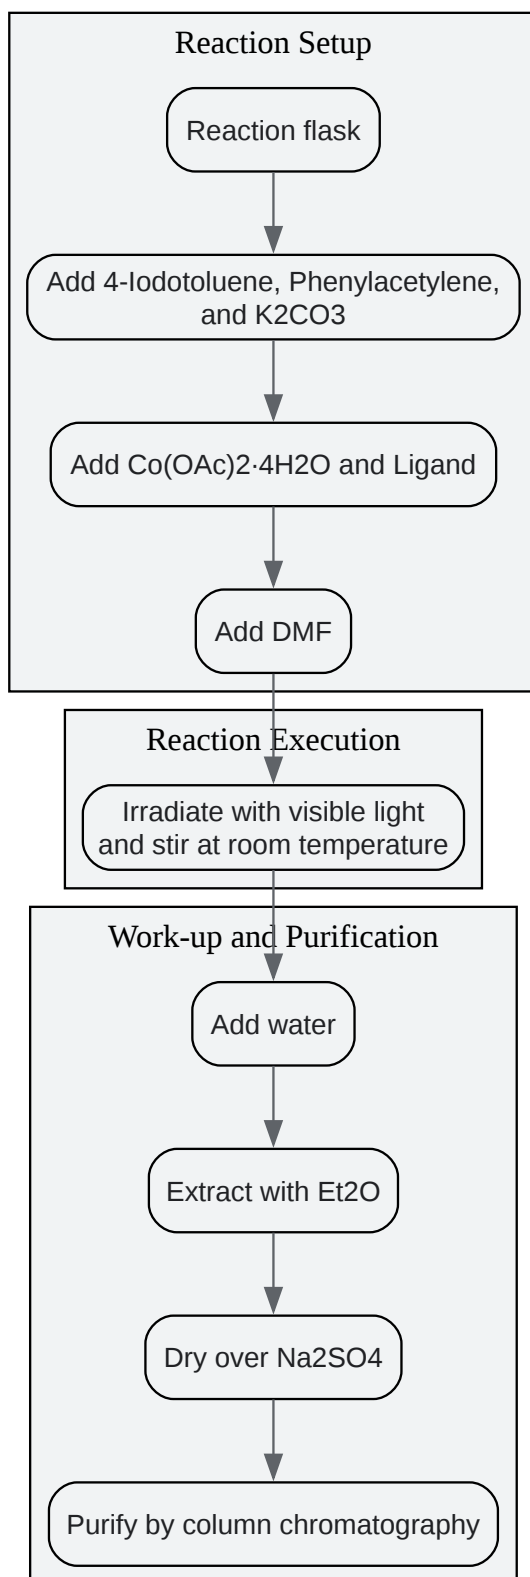 Reaction Setup
Reaction flask
Add 4-Iodotoluene, Phenylacetylene,
and K2CO3
Add Co(OAc)2·4H2O and Ligand
Add DMF
Reaction Execution
Irradiate with visible light
and stir at room temperature
Work-up and Purification
Add water
Extract with Et2O
Dry over Na2SO4
Purify by column chromatography